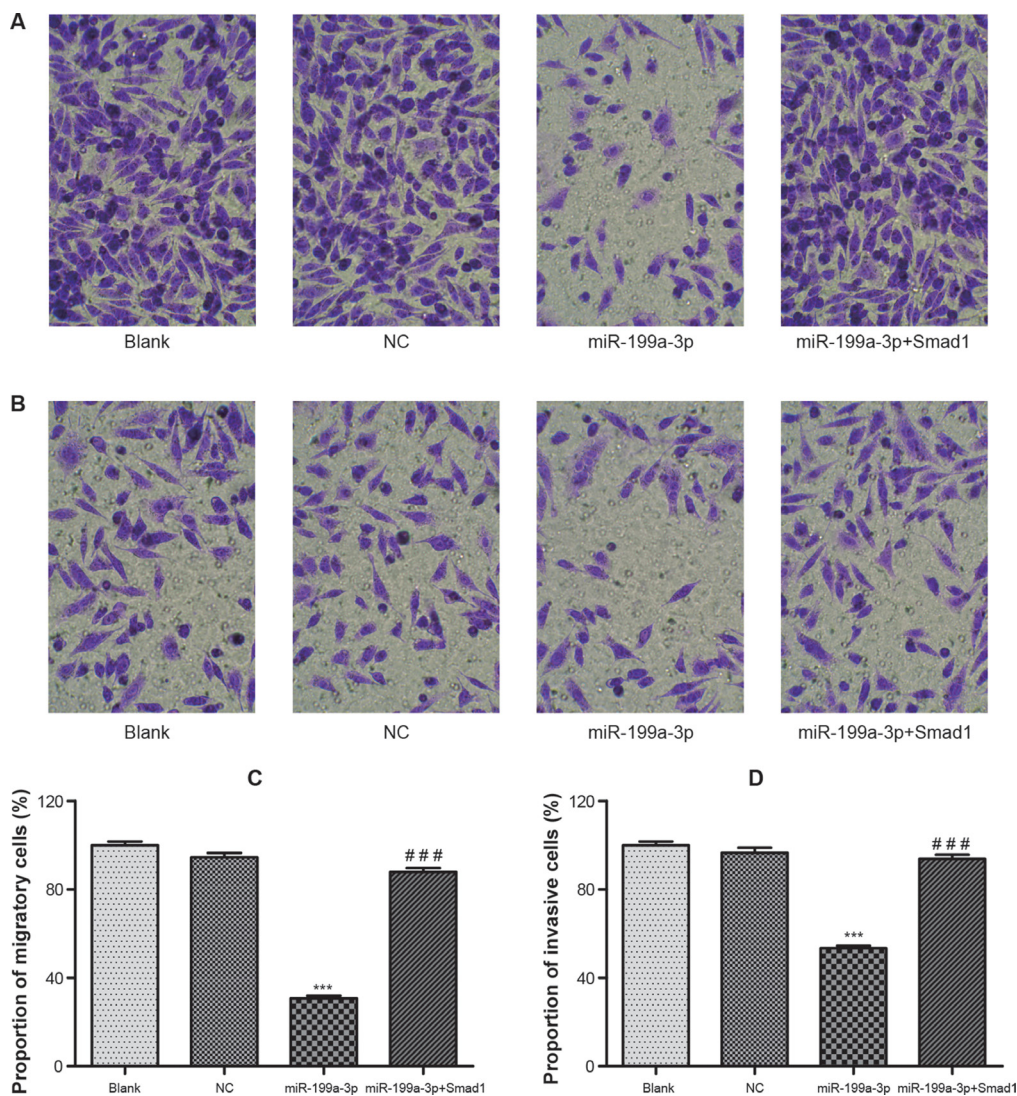 A
Blank NC miR-199a-3p miR-199a-3p+Smad1
B
Blank NC miR-199a-3p miR-199a-3p+Smad1
C
Proportion of migratory cells (%)
120
80
40
0
***
# # #
Blank NC miR-199a-3p miR-199a-3p+Smad1
D
Proportion of invasive cells (%)
120
80
40
0
***
# # #
Blank NC miR-199a-3p miR-199a-3p+Smad1